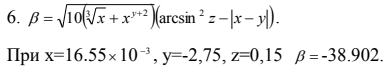 6. β = √(10(∛x + x^(y+2)))(arcsin² z – |x – y|).
При x=16.55×10⁻³, y=-2,75, z=0,15 β=-38.902.